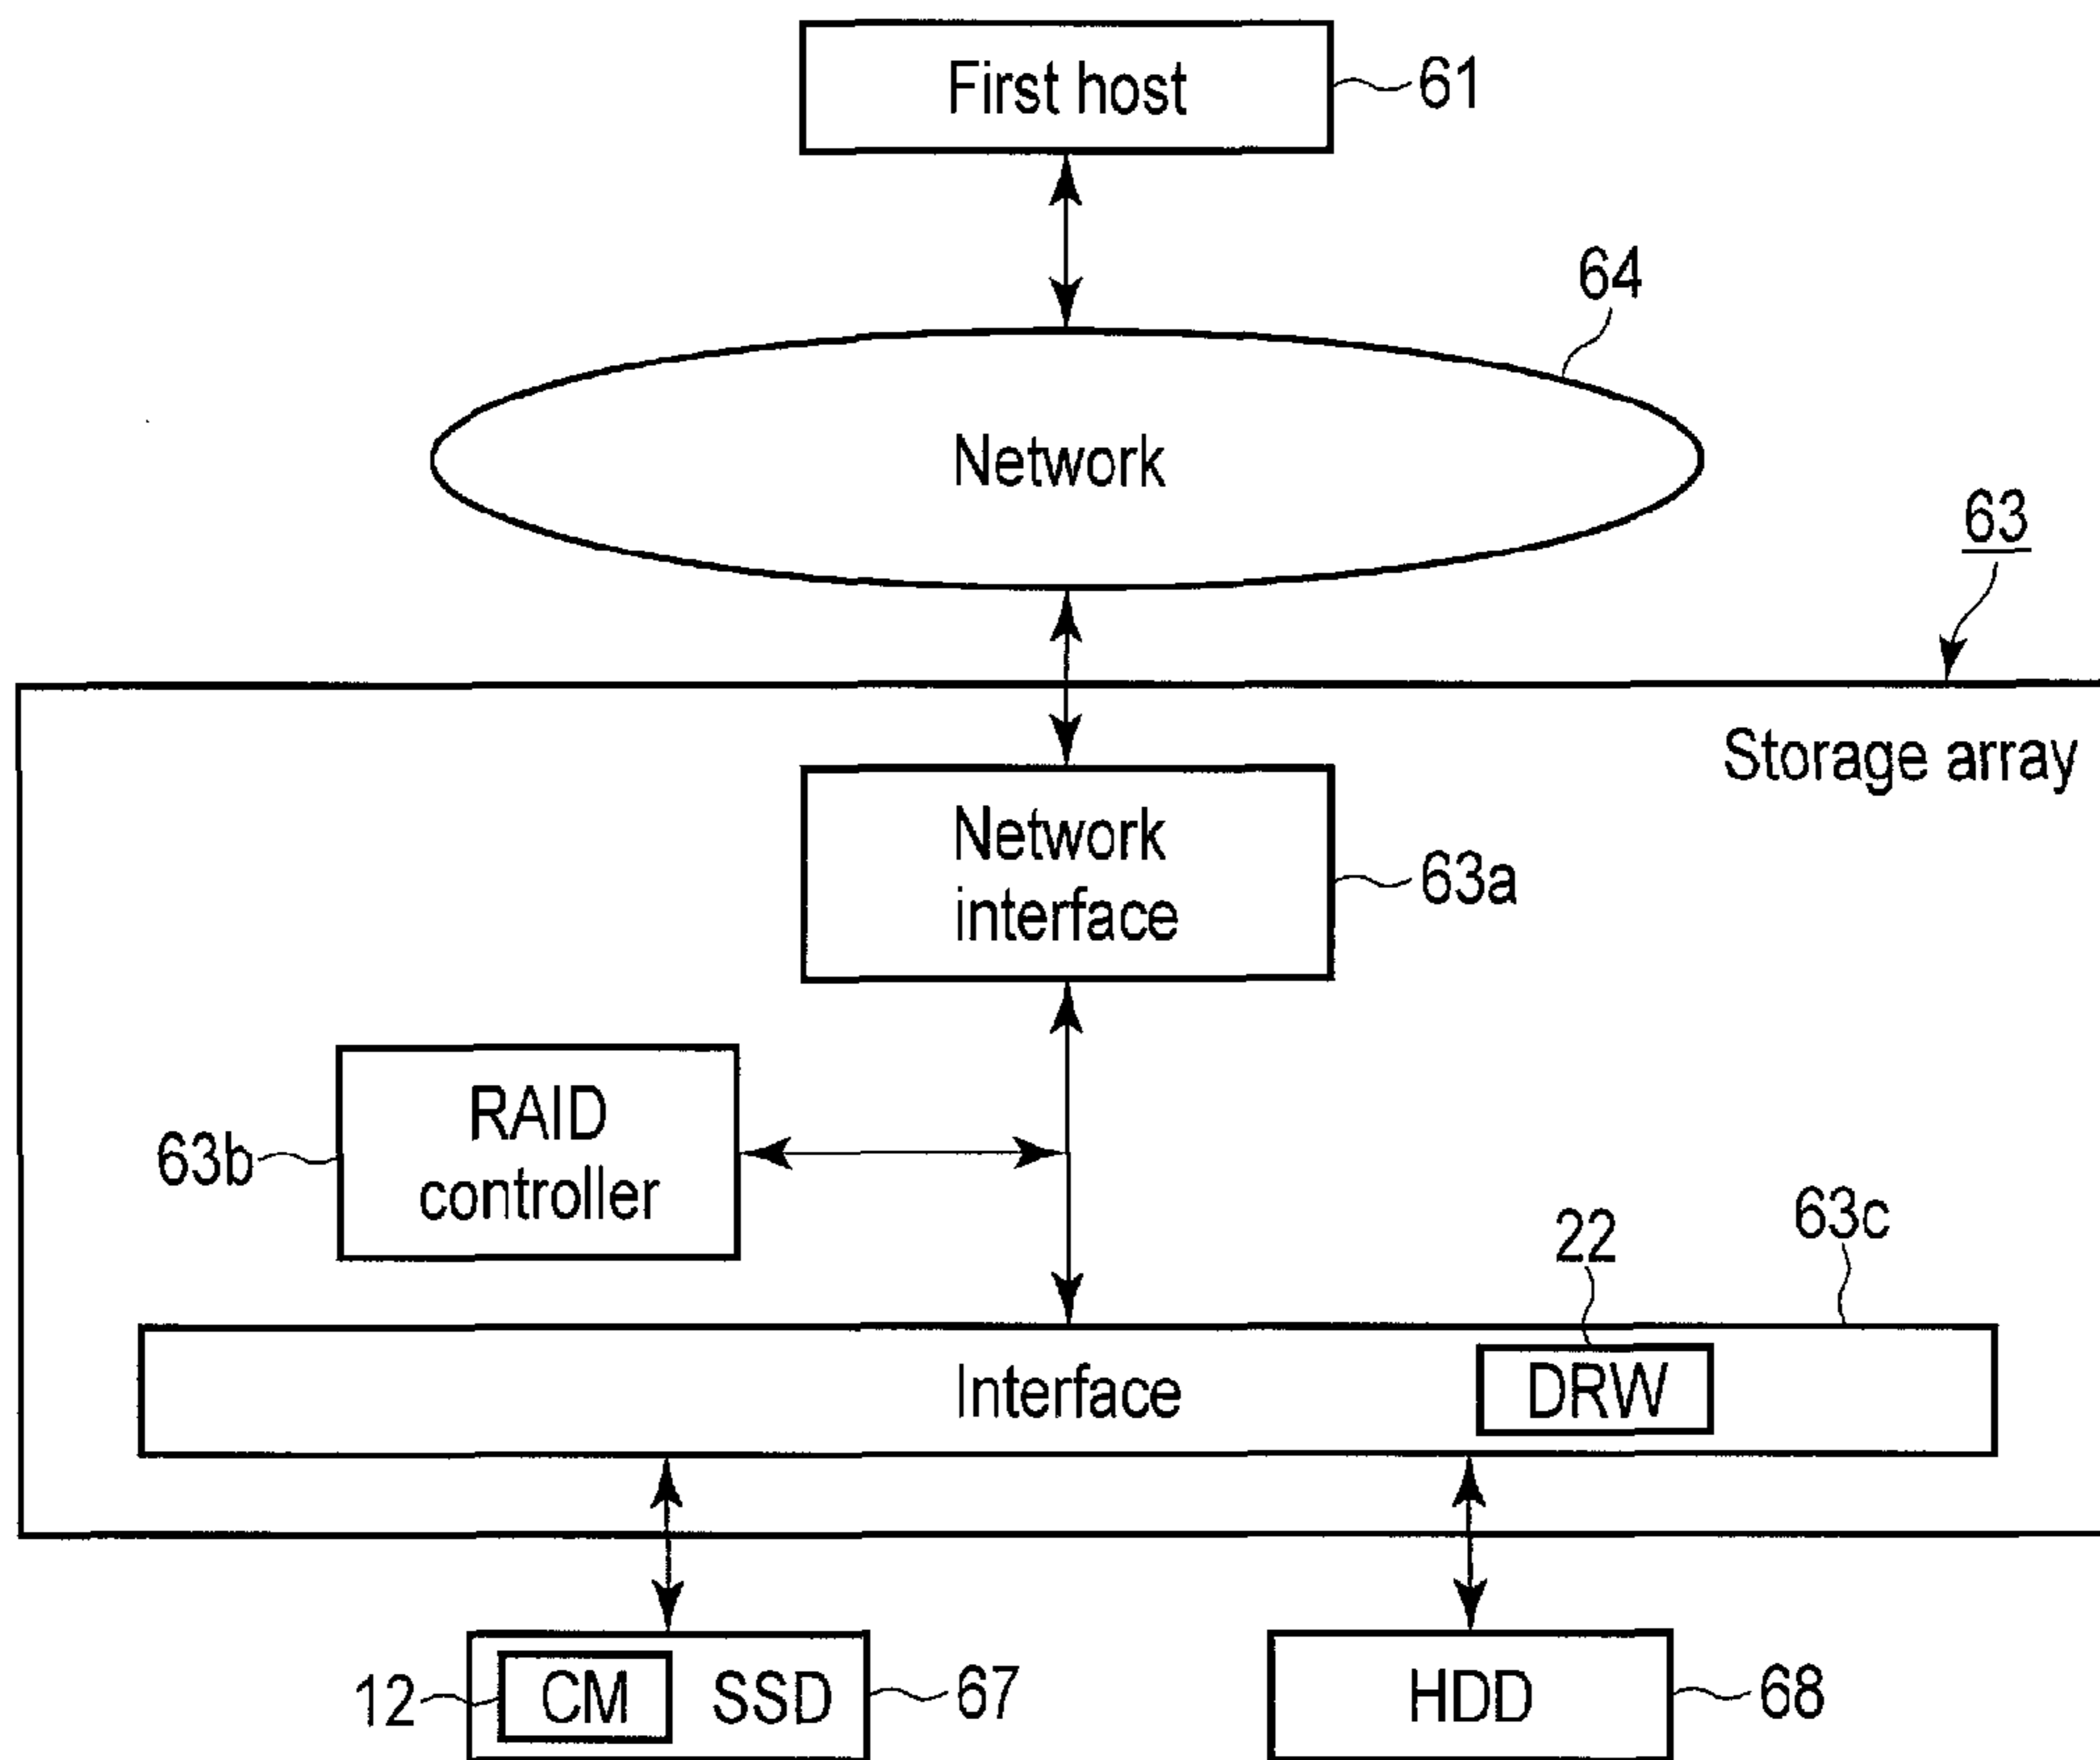 First host
61
64
Network
63
Storage array
Network
interface
63a
RAID
controller
63b
63c
22
Interface
DRW
12
CM
SSD
67
HDD
68